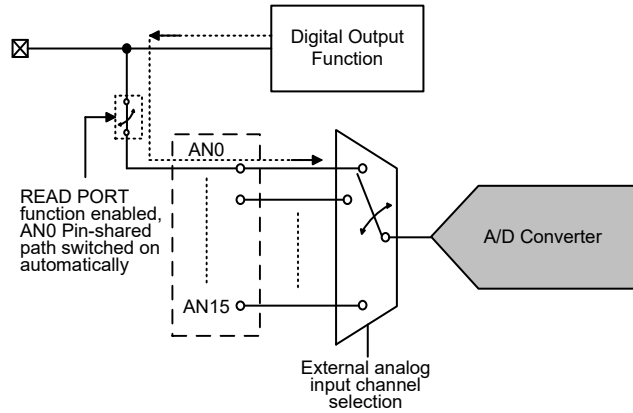 Digital Output
Function
AN0
READ PORT
function enabled,
AN0 Pin-shared
path switched on
automatically
A/D Converter
AN15
External analog
input channel
selection